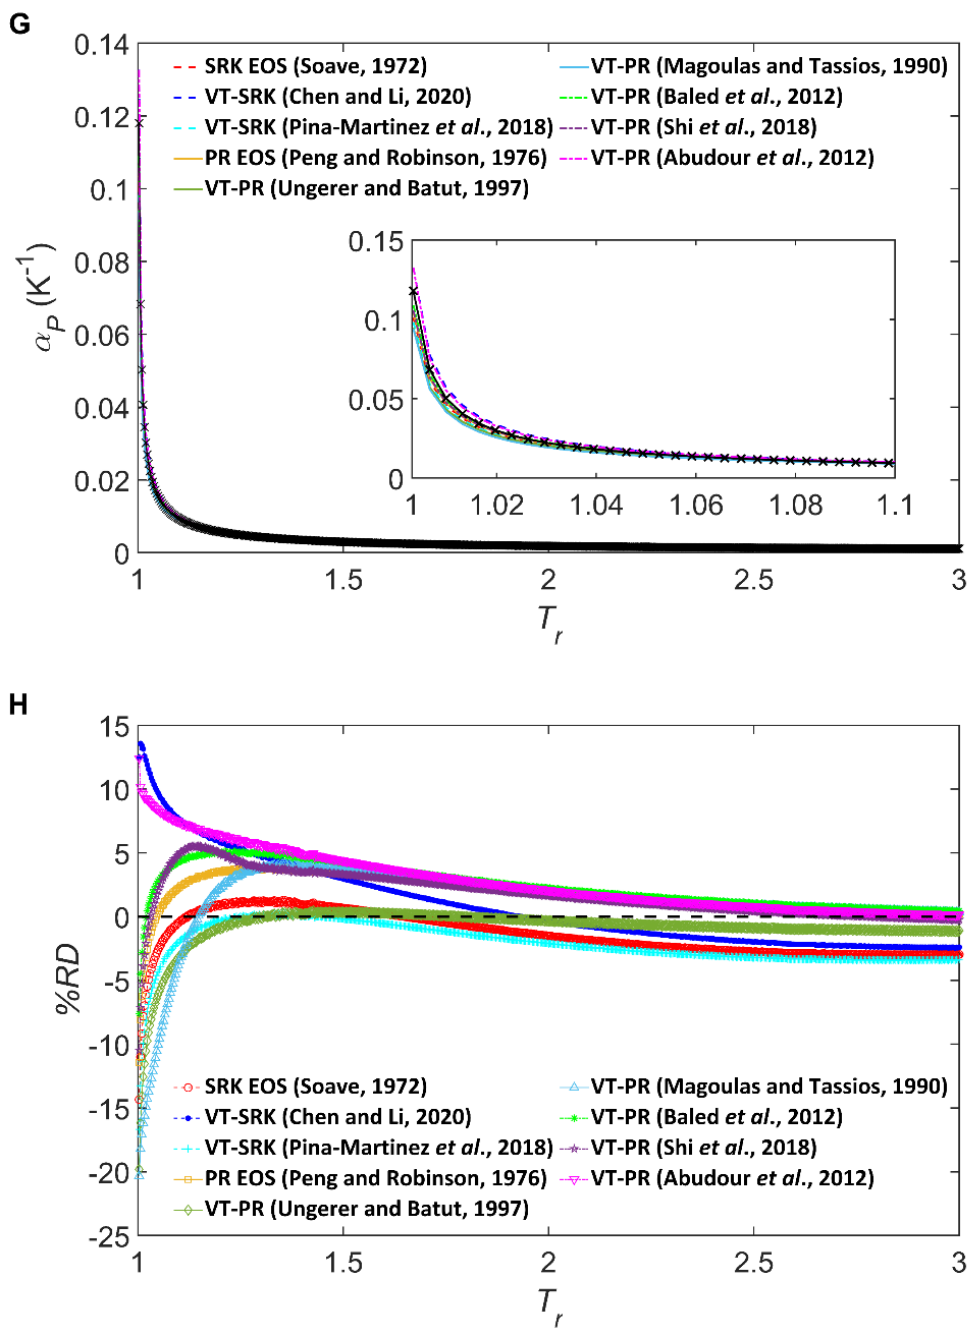 G
0.14
0.12
0.1
0.08
0.06
0.04
0.02
0
α_P (K⁻¹)
SRK EOS (Soave, 1972)
VT-SRK (Chen and Li, 2020)
VT-SRK (Pina-Martinez et al., 2018)
PR EOS (Peng and Robinson, 1976)
VT-PR (Ungerer and Batut, 1997)
VT-PR (Magoulas and Tassios, 1990)
VT-PR (Baled et al., 2012)
VT-PR (Shi et al., 2018)
VT-PR (Abudour et al., 2012)
0.15
0.1
0.05
0
1 1.02 1.04 1.06 1.08 1.1
1 1.5 2 2.5 3
T_r
H
15
10
5
0
-5
-10
-15
-20
-25
%RD
SRK EOS (Soave, 1972)
VT-SRK (Chen and Li, 2020)
VT-SRK (Pina-Martinez et al., 2018)
PR EOS (Peng and Robinson, 1976)
VT-PR (Ungerer and Batut, 1997)
VT-PR (Magoulas and Tassios, 1990)
VT-PR (Baled et al., 2012)
VT-PR (Shi et al., 2018)
VT-PR (Abudour et al., 2012)
1 1.5 2 2.5 3
T_r